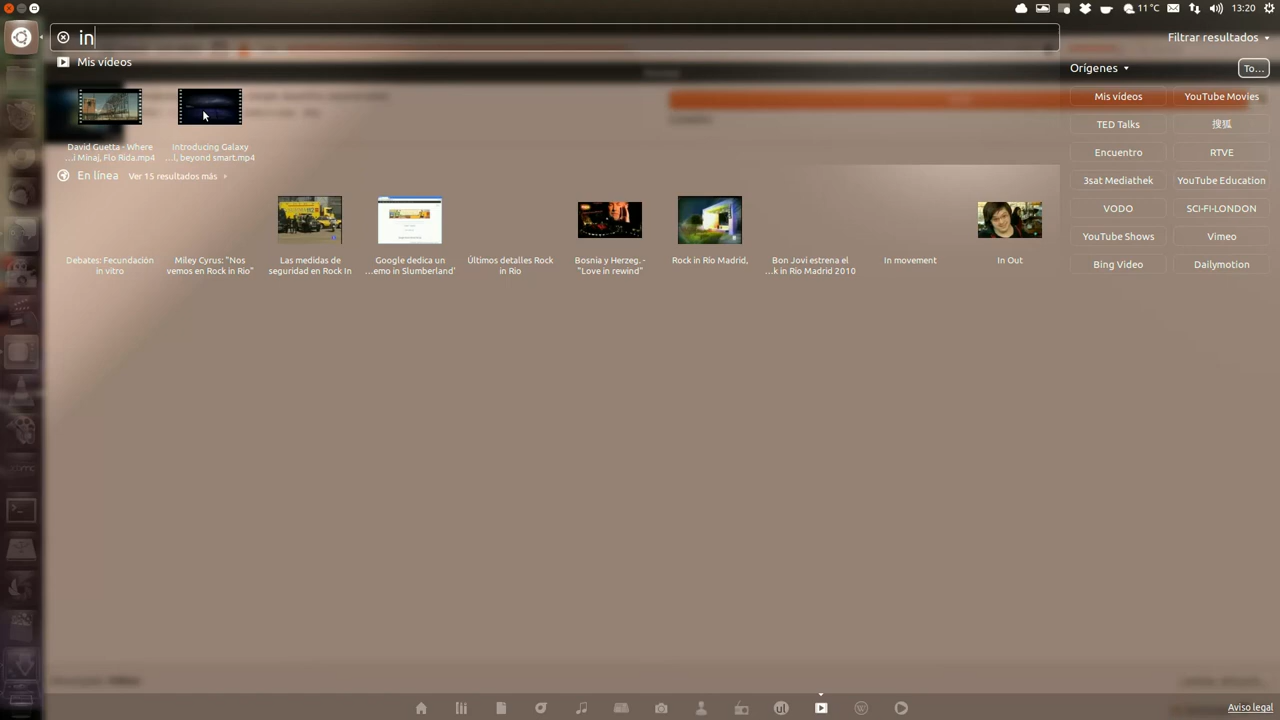 11 °C
13:20
in
Filtrar resultados
Mis vídeos
Orígenes
To...
Mis vídeos
YouTube Movies
TED Talks
搜狐
Encuentro
RTVE
3sat Mediathek
YouTube Education
VODO
SCI-FI-LONDON
YouTube Shows
Vimeo
Bing Video
Dailymotion
David Guetta - Where
...i Minaj, Flo Rida.mp4
Introducing Galaxy
...l, beyond smart.mp4
En línea
Ver 15 resultados más
Debates: Fecundación
in vitro
Miley Cyrus: "Nos
vemos en Rock in Rio"
Las medidas de
seguridad en Rock In
Google dedica un
...emo in Slumberland'
Últimos detalles Rock
in Rio
Bosnia y Herzeg. -
"Love in rewind"
Rock in Río Madrid,
Bon Jovi estrena el
...k in Río Madrid 2010
In movement
In Out
Aviso legal